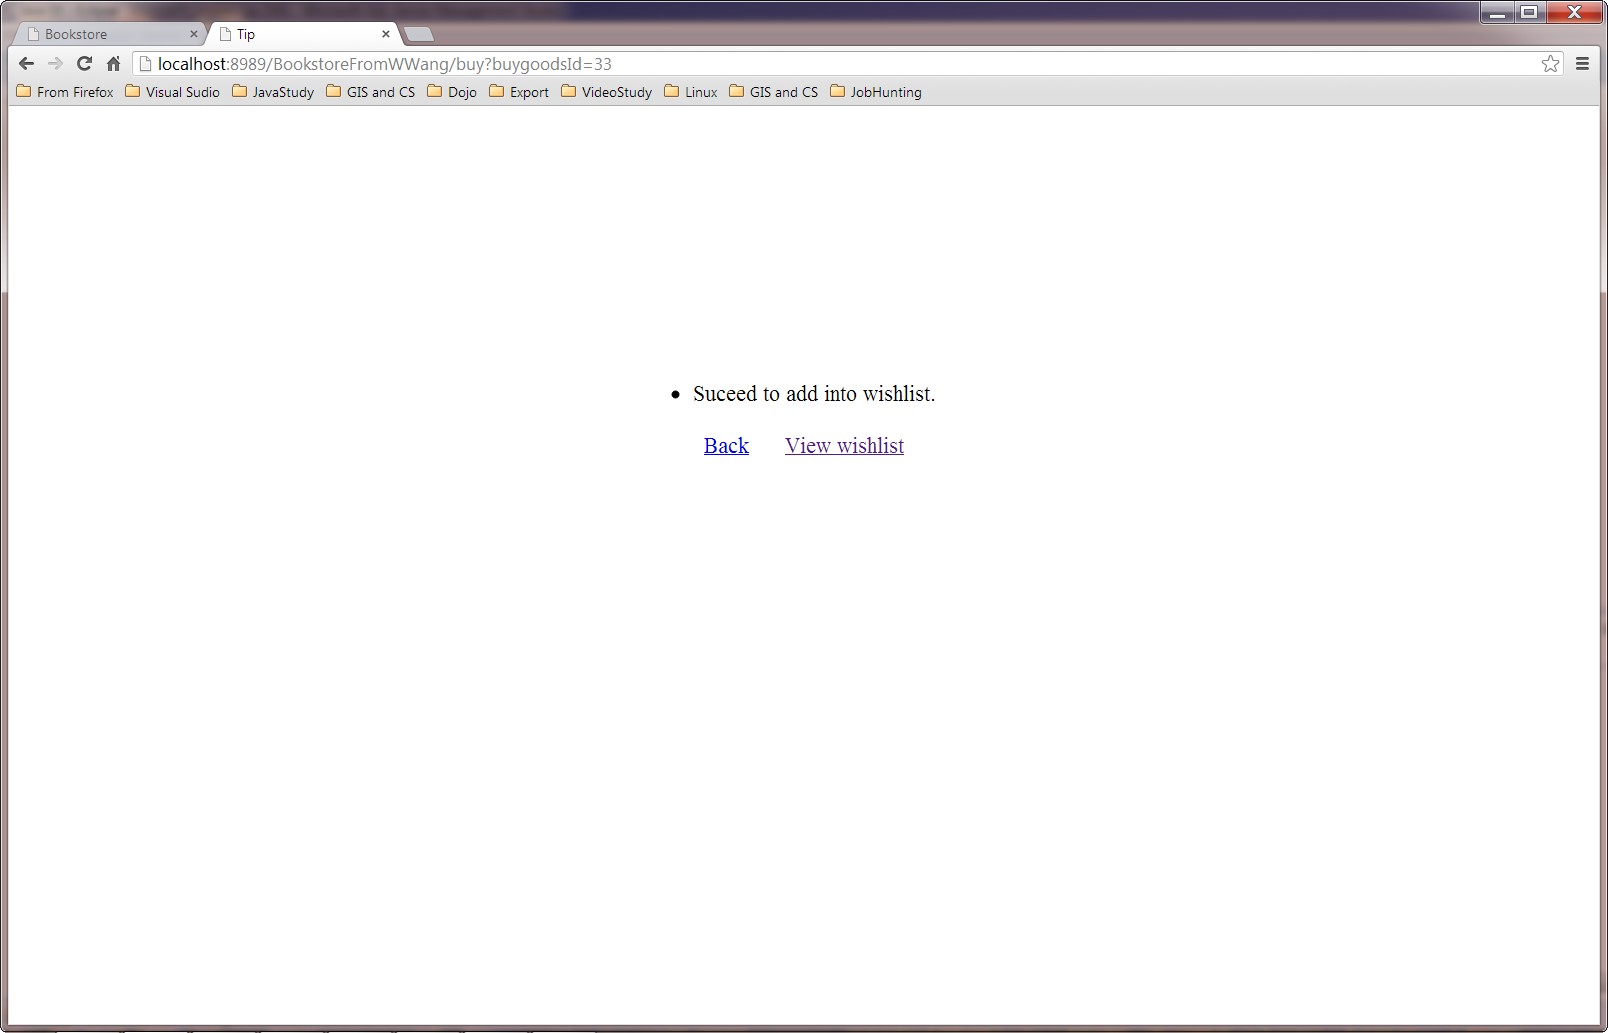 Bookstore
Tip
localhost:8989/BookstoreFromWWang/buy?buygoodsId=33
From Firefox Visual Sudio JavaStudy GIS and CS Dojo Export VideoStudy Linux GIS and CS JobHunting
• Suceed to add into wishlist.
Back View wishlist